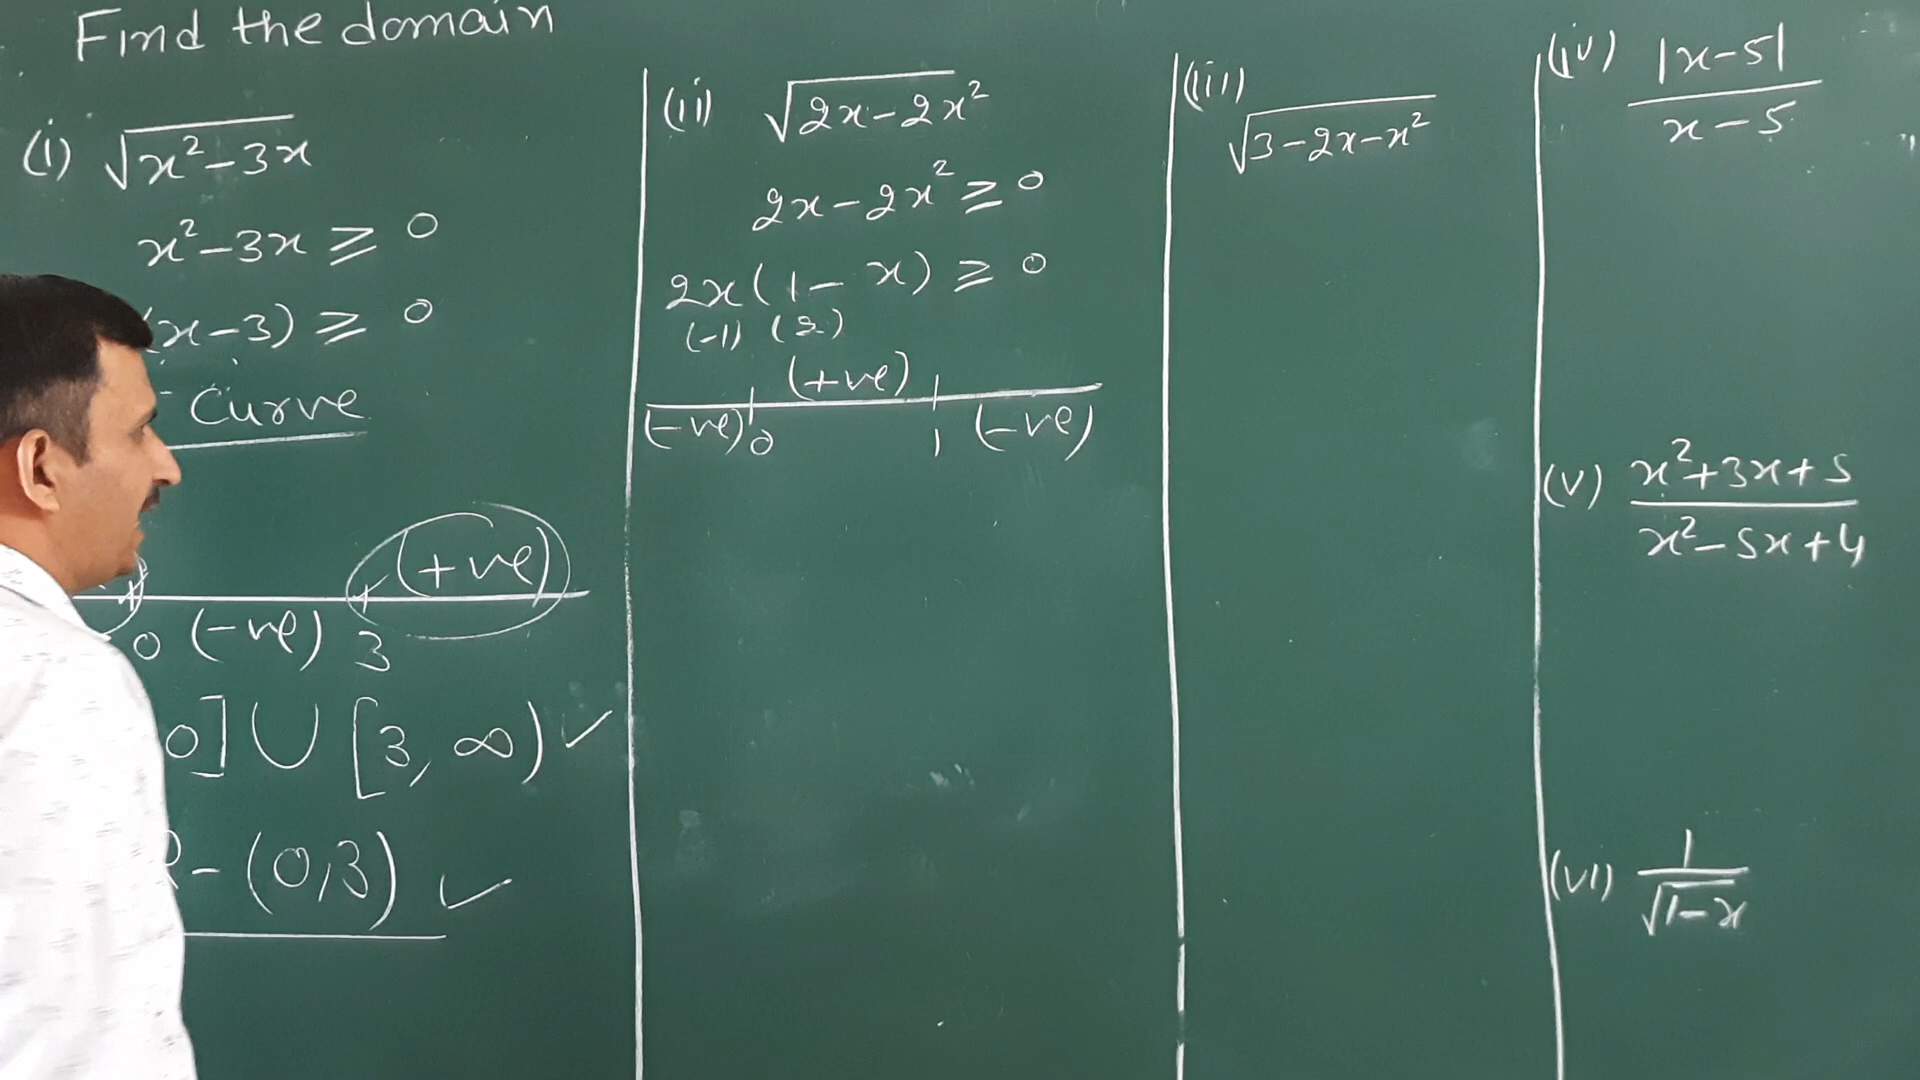 Find the domain
(i) √x²-3x
x²-3x ≥ 0
(x-3) ≥ 0
- Curve
(+ve)
0 (-ve) 3
0] ∪ [3, ∞) ✓
R - (0,3) ✓
(ii) √2x-2x²
2x-2x² ≥ 0
2x(1- x) ≥ 0
(-1) (2)
(+ve)
(-ve) 0 1 (-ve)
(iii)
√3-2x-x²
(iv) |x-5|
x-5
(v) x²+3x+5
x²-5x+4
(vi) 1
√1-x